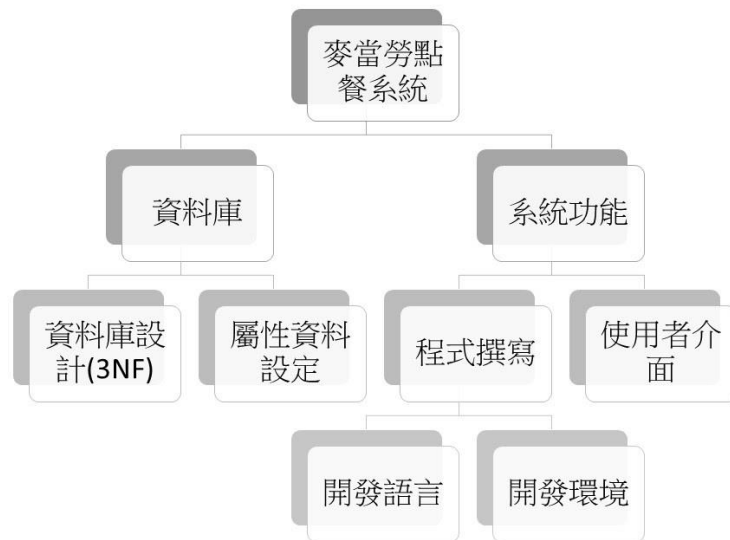 麥當勞點
餐系統
資料庫
系統功能
資料庫設
計(3NF)
屬性資料
設定
程式撰寫
使用者介
面
開發語言
開發環境